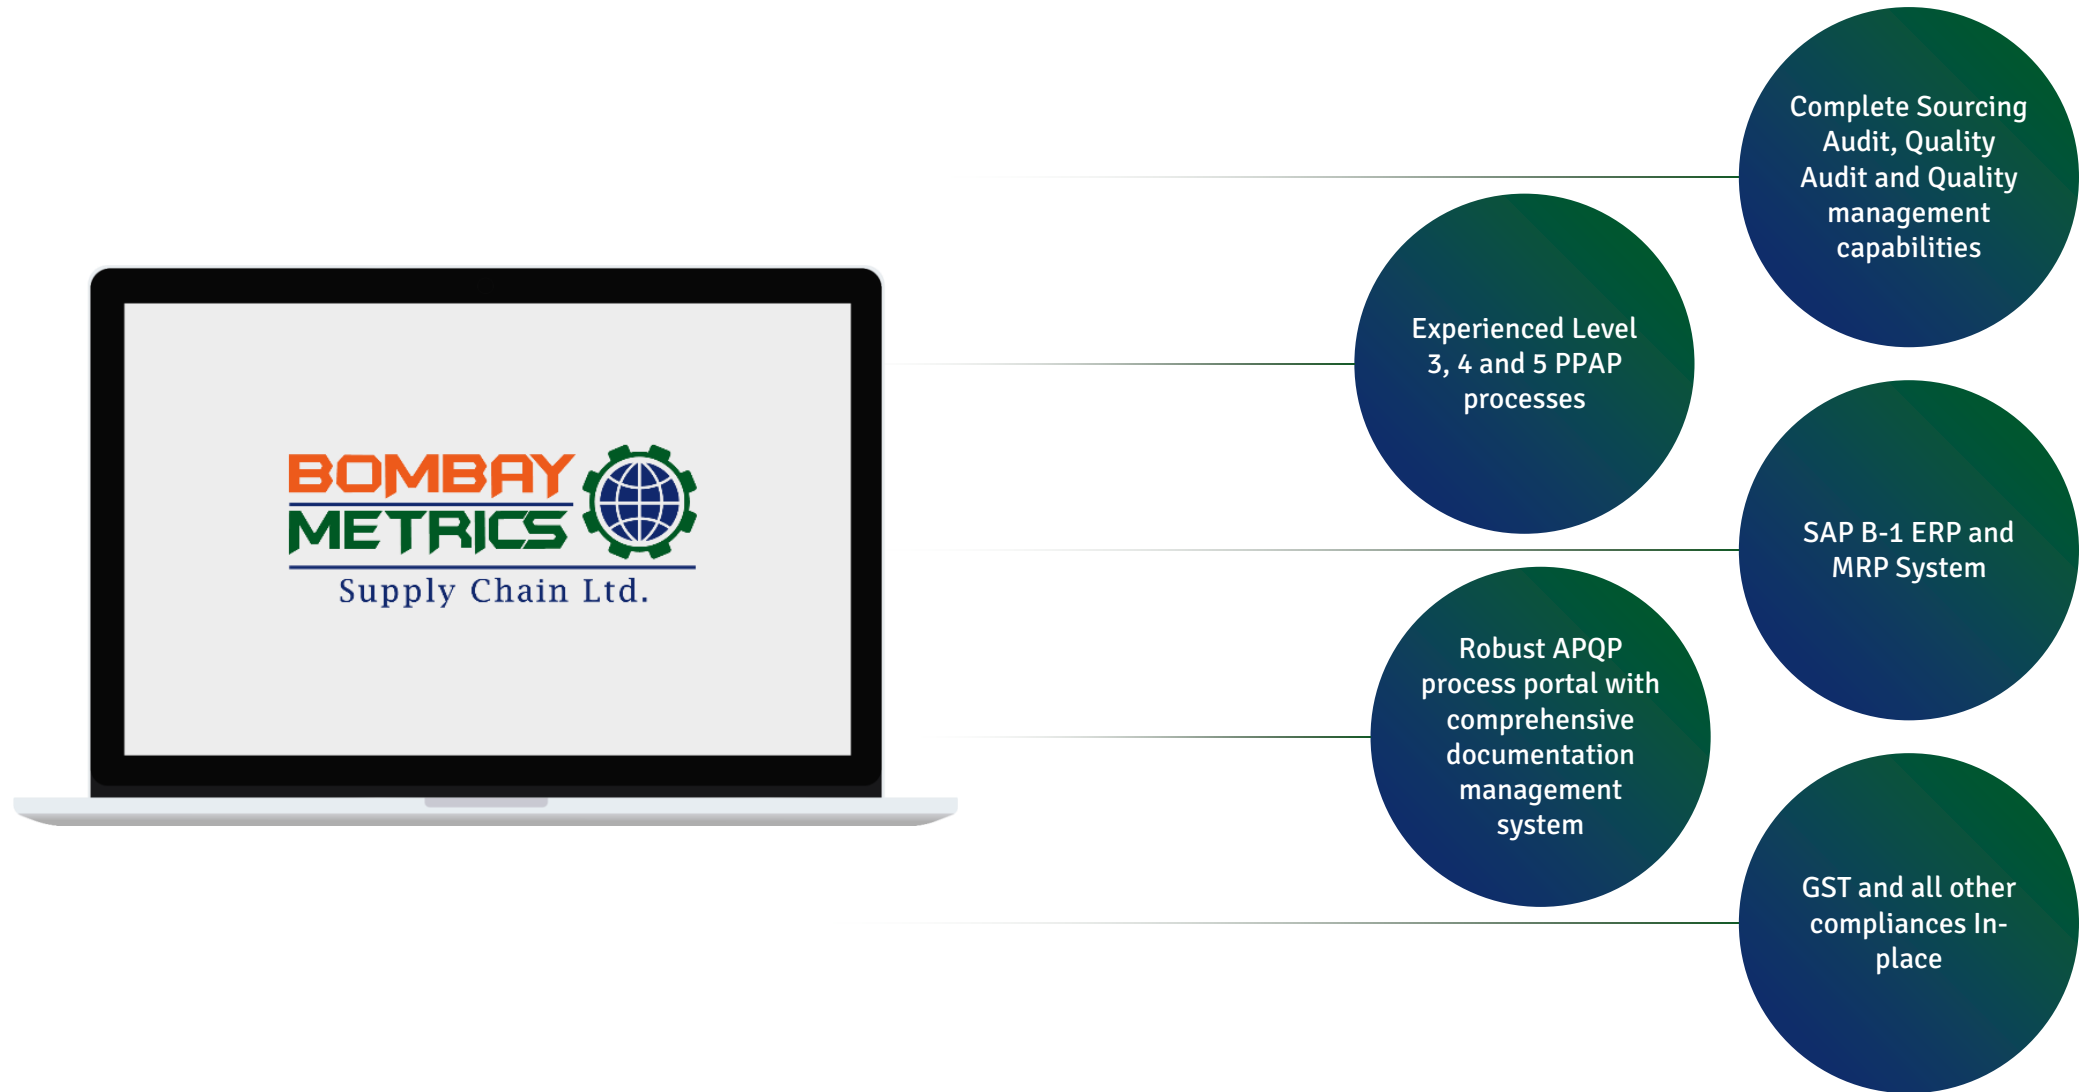 BOMBAY
METRICS
Supply Chain Ltd.
Complete Sourcing
Audit, Quality
Audit and Quality
management
capabilities
Experienced Level
3, 4 and 5 PPAP
processes
SAP B-1 ERP and
MRP System
Robust APQP
process portal with
comprehensive
documentation
management
system
GST and all other
compliances In-
place